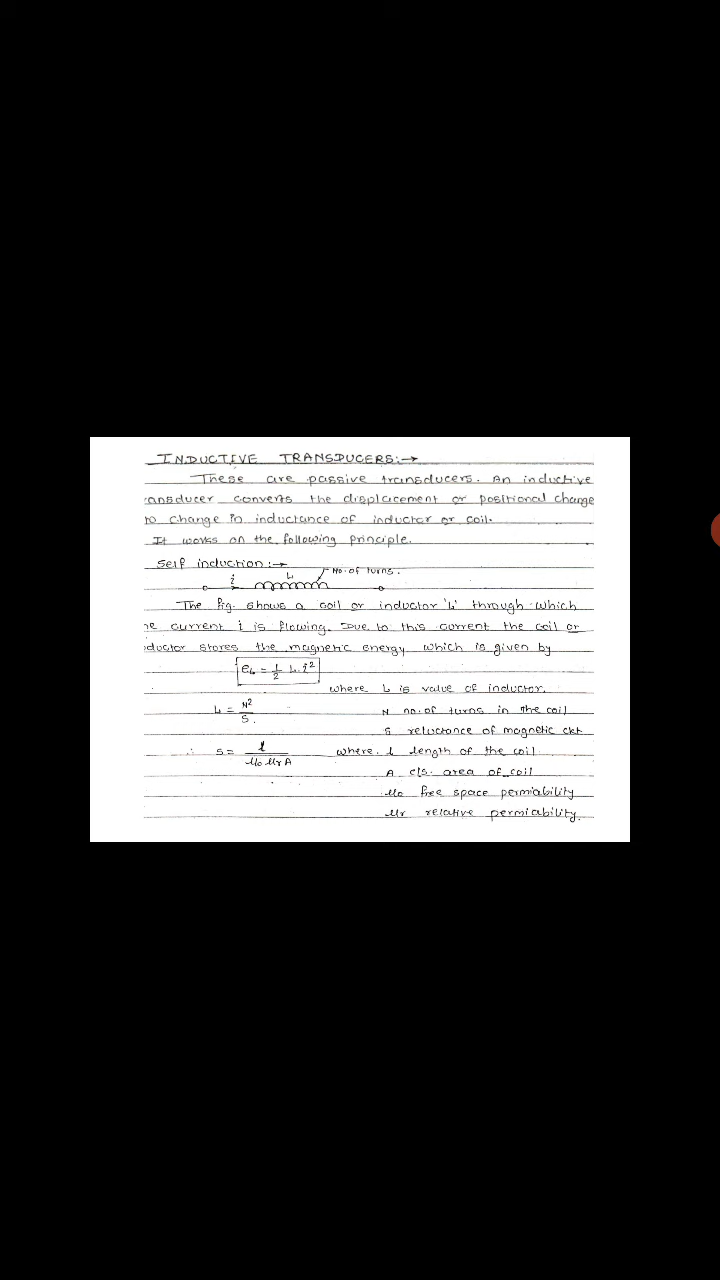 INDUCTIVE TRANSDUCERS:→
These are passive transducers. An inductive
ansducer converts the displacement or positional change
to change in inductance of inductor or coil.
It works on the following principle.
Self induction:→
i L No. of turns.
The fig. shows a coil or inductor 'L' through which
he current i is flowing. Due to this current the coil or
ductor stores the magnetic energy which is given by
eL = 1/2 L.i²
where L is value of inductor.
L = N²/S. N no. of turns in the coil
S reluctance of magnetic ckt
∴ S = l/μo μr A where. l length of the coil
A c/s. area of coil
μo free space permiability
μr relative permiability.